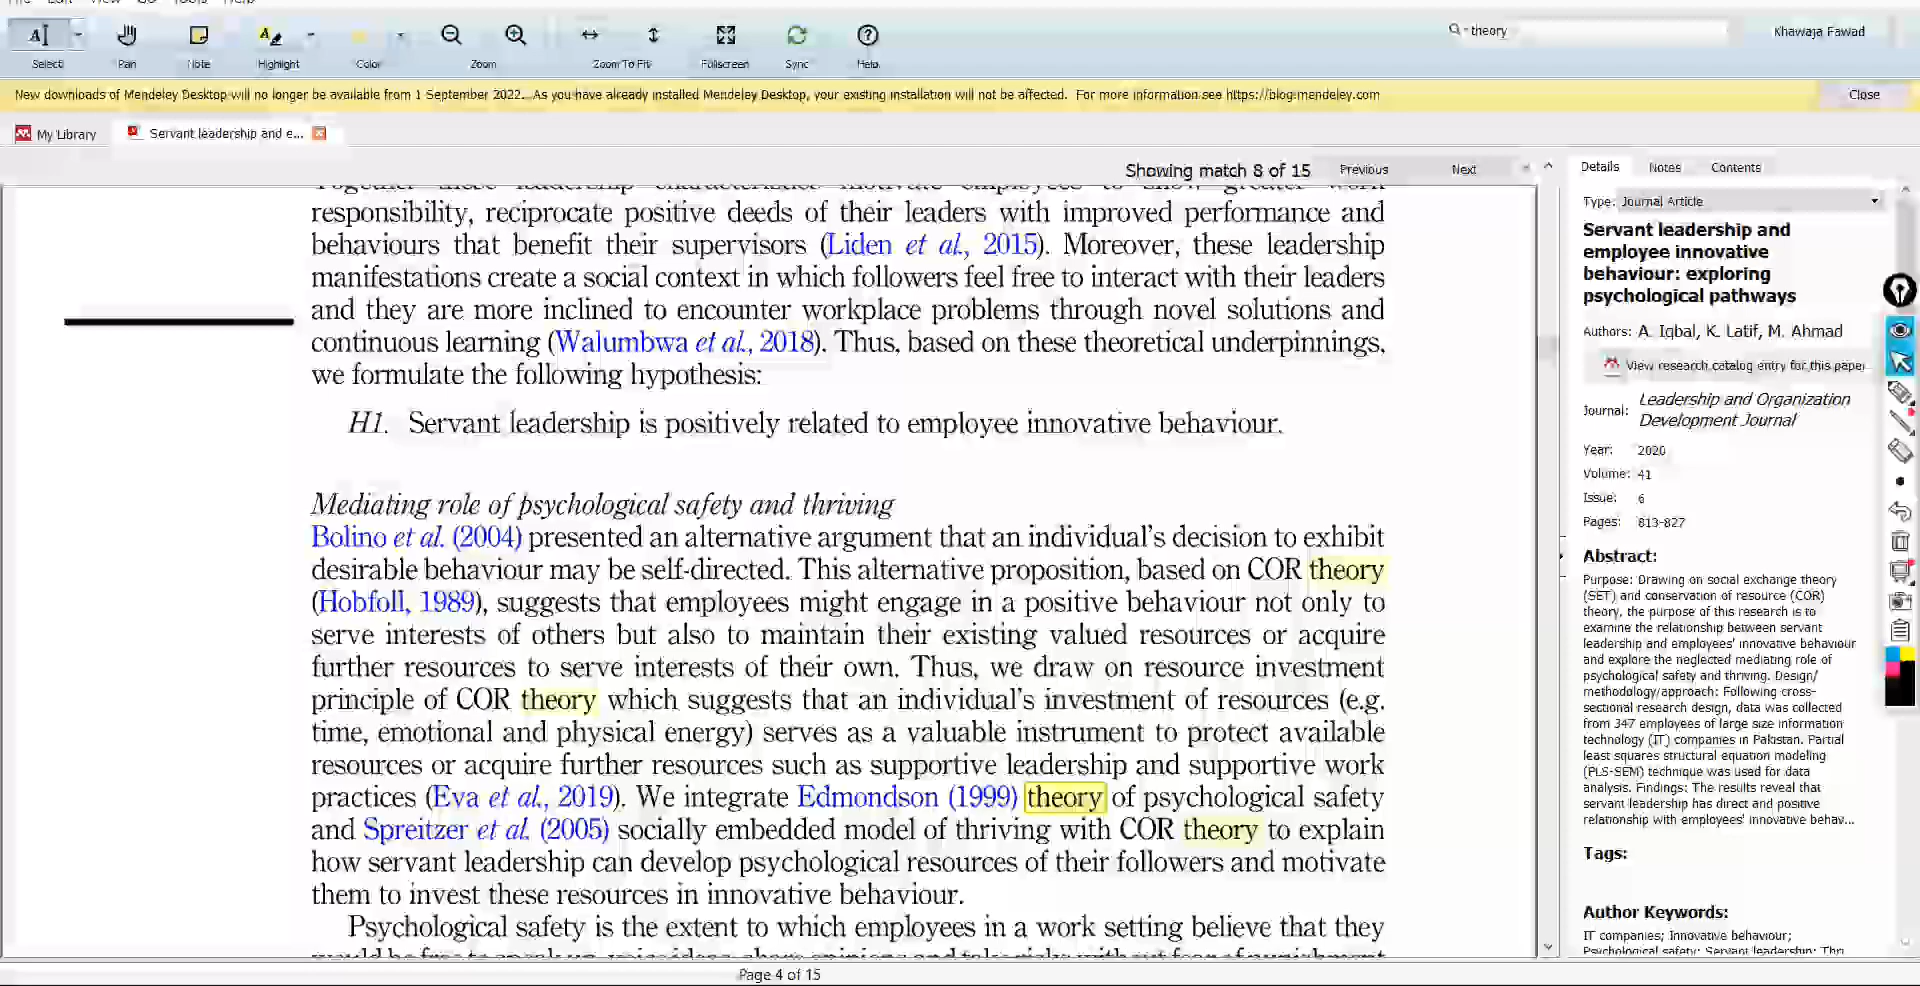 Select
Pan
Note
Highlight
Color
Zoom
Zoom To Fit
Fullscreen
Sync
Help
theory
Khawaja Fawad
New downloads of Mendeley Desktop will no longer be available from 1 September 2022. As you have already installed Mendeley Desktop, your existing installation will not be affected. For more information see https://blog.mendeley.com
Close
My Library
Servant leadership and e...
Showing match 8 of 15
Previous
Next
Together these leadership characteristics motivate employees to show greater work
responsibility, reciprocate positive deeds of their leaders with improved performance and
behaviours that benefit their supervisors (Liden et al., 2015). Moreover, these leadership
manifestations create a social context in which followers feel free to interact with their leaders
and they are more inclined to encounter workplace problems through novel solutions and
continuous learning (Walumbwa et al., 2018). Thus, based on these theoretical underpinnings,
we formulate the following hypothesis:
H1. Servant leadership is positively related to employee innovative behaviour.
Mediating role of psychological safety and thriving
Bolino et al. (2004) presented an alternative argument that an individual's decision to exhibit
desirable behaviour may be self-directed. This alternative proposition, based on COR theory
(Hobfoll, 1989), suggests that employees might engage in a positive behaviour not only to
serve interests of others but also to maintain their existing valued resources or acquire
further resources to serve interests of their own. Thus, we draw on resource investment
principle of COR theory which suggests that an individual's investment of resources (e.g.
time, emotional and physical energy) serves as a valuable instrument to protect available
resources or acquire further resources such as supportive leadership and supportive work
practices (Eva et al., 2019). We integrate Edmondson (1999) theory of psychological safety
and Spreitzer et al. (2005) socially embedded model of thriving with COR theory to explain
how servant leadership can develop psychological resources of their followers and motivate
them to invest these resources in innovative behaviour.
Psychological safety is the extent to which employees in a work setting believe that they
Page 4 of 15
Details
Notes
Contents
Type: Journal Article
Servant leadership and
employee innovative
behaviour: exploring
psychological pathways
Authors: A. Iqbal, K. Latif, M. Ahmad
View research catalog entry for this paper
Journal: Leadership and Organization
Development Journal
Year: 2020
Volume: 41
Issue: 6
Pages: 813-827
Abstract:
Purpose: Drawing on social exchange theory
(SET) and conservation of resource (COR)
theory, the purpose of this research is to
examine the relationship between servant
leadership and employees' innovative behaviour
and explore the neglected mediating role of
psychological safety and thriving. Design/
methodology/approach: Following cross-
sectional research design, data was collected
from 347 employees of large size information
technology (IT) companies in Pakistan. Partial
least squares structural equation modeling
(PLS-SEM) technique was used for data
analysis. Findings: The results reveal that
servant leadership has direct and positive
relationship with employees' innovative behav...
Tags:
Author Keywords:
IT companies; Innovative behaviour;
Psychological safety; Servant leadership; Thri